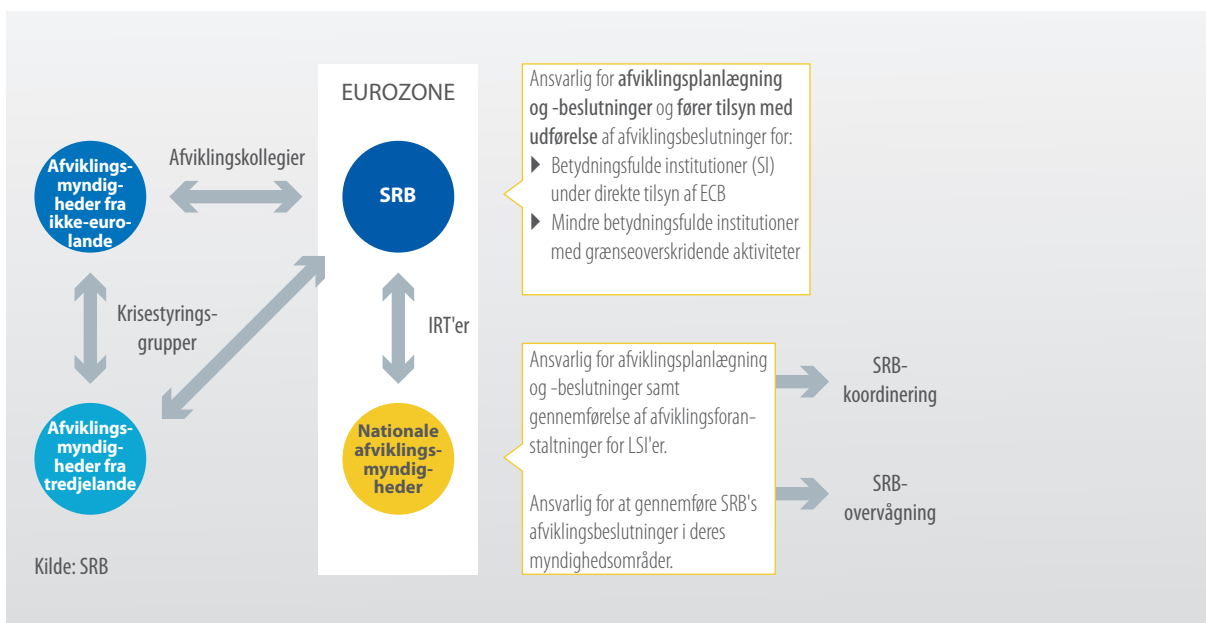 EUROZONE
Afviklings-
myndig-
heder fra
ikke-euro-
lande
Afviklingskollegier
SRB
Ansvarlig for afviklingsplanlægning
og -beslutninger og fører tilsyn med
udførelse af afviklingsbeslutninger for:
Betydningsfulde institutioner (SI)
under direkte tilsyn af ECB
Mindre betydningsfulde institutioner
med grænseoverskridende aktiviteter
Krisestyrings-
grupper
IRT'er
Afviklings-
myndig-
heder fra
tredjelande
Nationale
afviklings-
myndig-
heder
Ansvarlig for afviklingsplanlægning
og -beslutninger samt
gennemførelse af afviklingsforan-
staltninger for LSI'er.
Ansvarlig for at gennemføre SRB's
afviklingsbeslutninger i deres
myndighedsområder.
SRB-
koordinering
SRB-
overvågning
Kilde: SRB